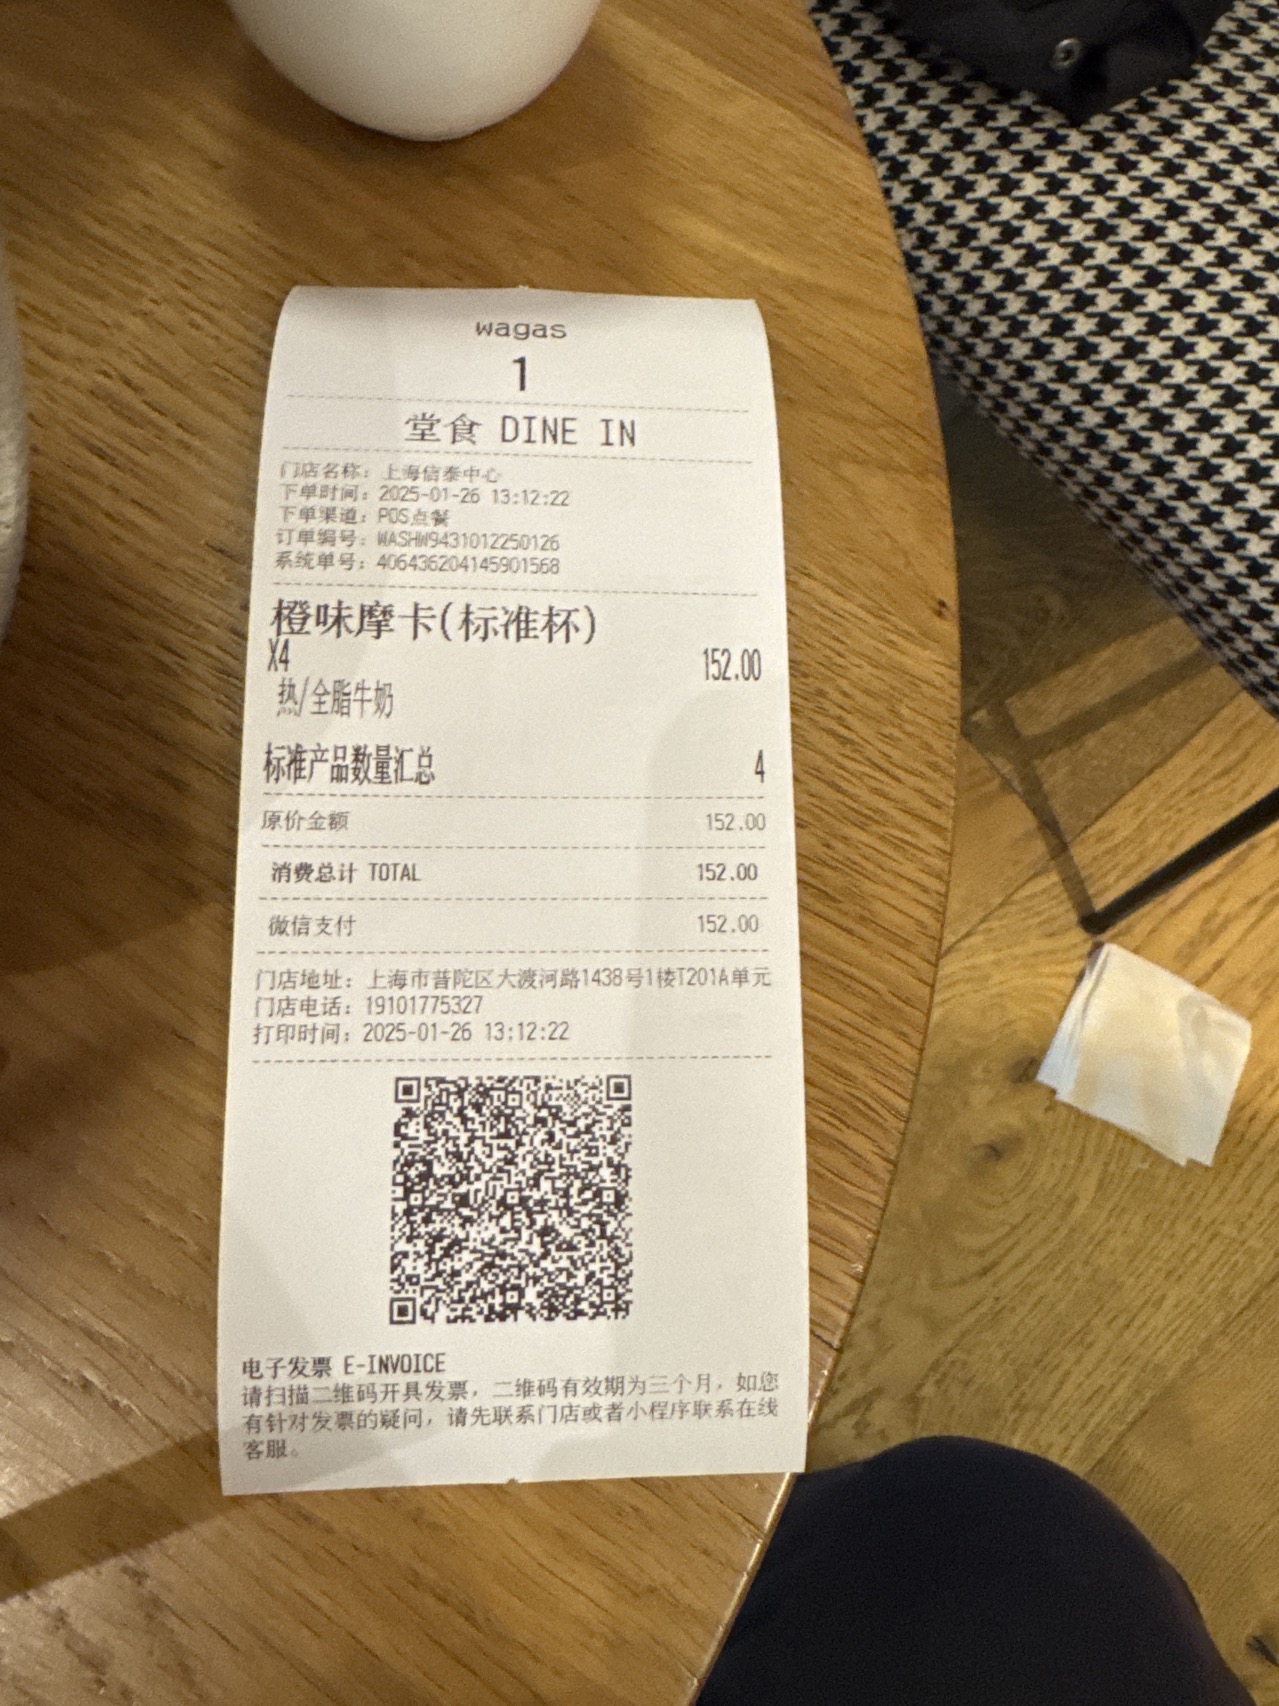 wagas
1
堂食 DINE IN
门店名称: 上海信泰中心
下单时间: 2025-01-26 13:12:22
下单渠道: POS点餐
订单编号: WASHW9431012250126
系统单号: 406436204145901568
橙味摩卡(标准杯)
X4 152.00
热/全脂牛奶
标准产品数量汇总 4
原价金额 152.00
消费总计 TOTAL 152.00
微信支付 152.00
门店地址: 上海市普陀区大渡河路1438号1楼T201A单元
门店电话: 19101775327
打印时间: 2025-01-26 13:12:22
电子发票 E-INVOICE
请扫描二维码开具发票，二维码有效期为三个月，如您
有针对发票的疑问，请先联系门店或者小程序联系在线
客服。